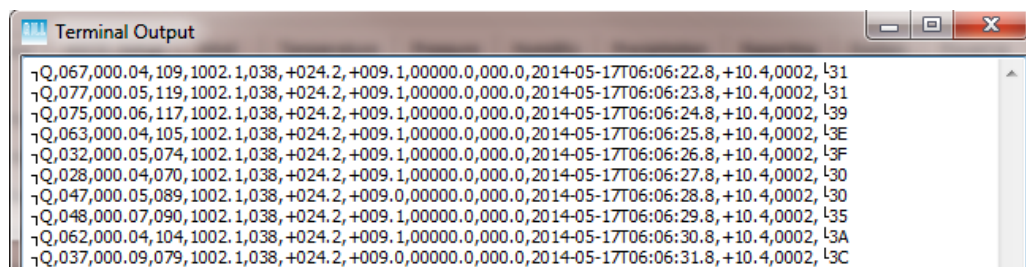 GILL Terminal Output
┐Q,067,000.04,109,1002.1,038,+024.2,+009.1,00000.0,000.0,2014-05-17T06:06:22.8,+10.4,0002, └31
┐Q,077,000.05,119,1002.1,038,+024.2,+009.1,00000.0,000.0,2014-05-17T06:06:23.8,+10.4,0002, └31
┐Q,075,000.06,117,1002.1,038,+024.2,+009.1,00000.0,000.0,2014-05-17T06:06:24.8,+10.4,0002, └39
┐Q,063,000.04,105,1002.1,038,+024.2,+009.1,00000.0,000.0,2014-05-17T06:06:25.8,+10.4,0002, └3E
┐Q,032,000.05,074,1002.1,038,+024.2,+009.1,00000.0,000.0,2014-05-17T06:06:26.8,+10.4,0002, └3F
┐Q,028,000.04,070,1002.1,038,+024.2,+009.1,00000.0,000.0,2014-05-17T06:06:27.8,+10.4,0002, └30
┐Q,047,000.05,089,1002.1,038,+024.2,+009.0,00000.0,000.0,2014-05-17T06:06:28.8,+10.4,0002, └30
┐Q,048,000.07,090,1002.1,038,+024.2,+009.1,00000.0,000.0,2014-05-17T06:06:29.8,+10.4,0002, └35
┐Q,062,000.04,104,1002.1,038,+024.2,+009.1,00000.0,000.0,2014-05-17T06:06:30.8,+10.4,0002, └3A
┐Q,037,000.09,079,1002.1,038,+024.2,+009.0,00000.0,000.0,2014-05-17T06:06:31.8,+10.4,0002, └3C